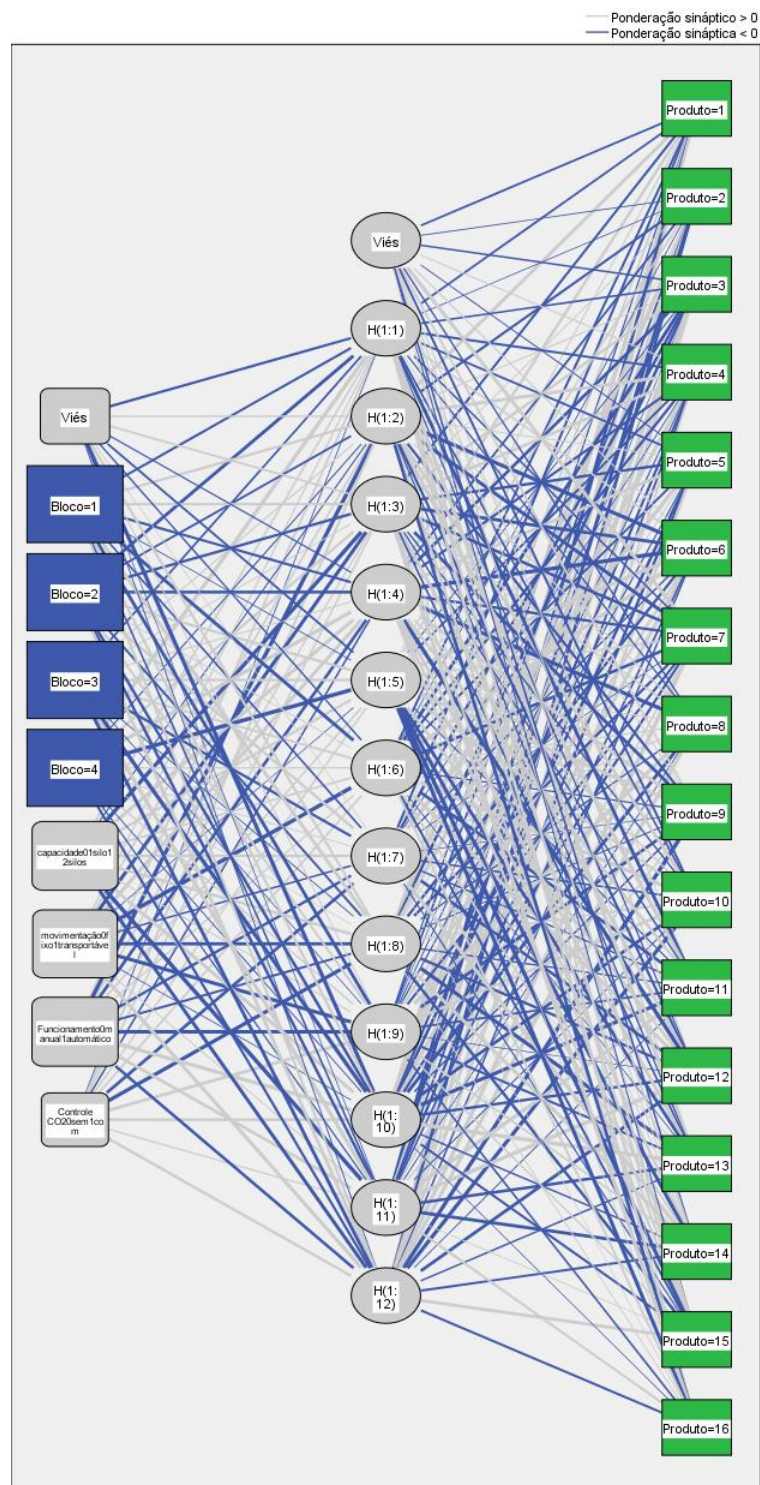 Ponderação sináptico > 0
Ponderação sináptica < 0
Viés
Bloco=1
Bloco=2
Bloco=3
Bloco=4
capacidade01silo1
2silos
movimentação0f
ixo1transportáve
l
Funcionamento0m
anual1automático
Controle
CO20sem1co
m
Viés
H(1:1)
H(1:2)
H(1:3)
H(1:4)
H(1:5)
H(1:6)
H(1:7)
H(1:8)
H(1:9)
H(1:
10)
H(1:
11)
H(1:
12)
Produto=1
Produto=2
Produto=3
Produto=4
Produto=5
Produto=6
Produto=7
Produto=8
Produto=9
Produto=10
Produto=11
Produto=12
Produto=13
Produto=14
Produto=15
Produto=16